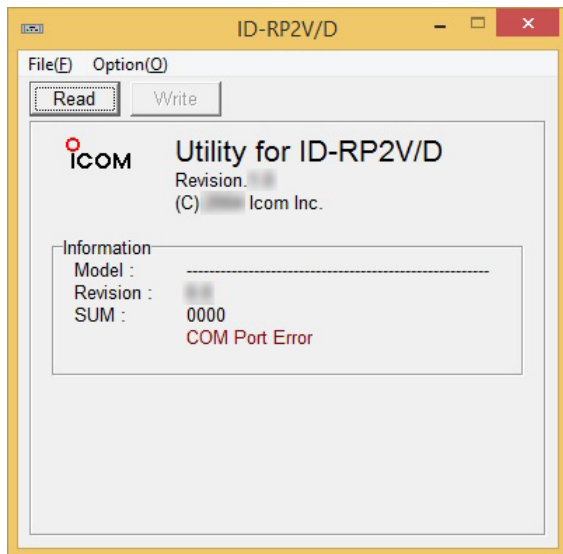 ID-RP2V/D
File(F) Option(O)
Read Write
ICOM
Utility for ID-RP2V/D
Revision.
(C) Icom Inc.
Information
Model : ------------------------------------------------------------
Revision :
SUM : 0000
COM Port Error